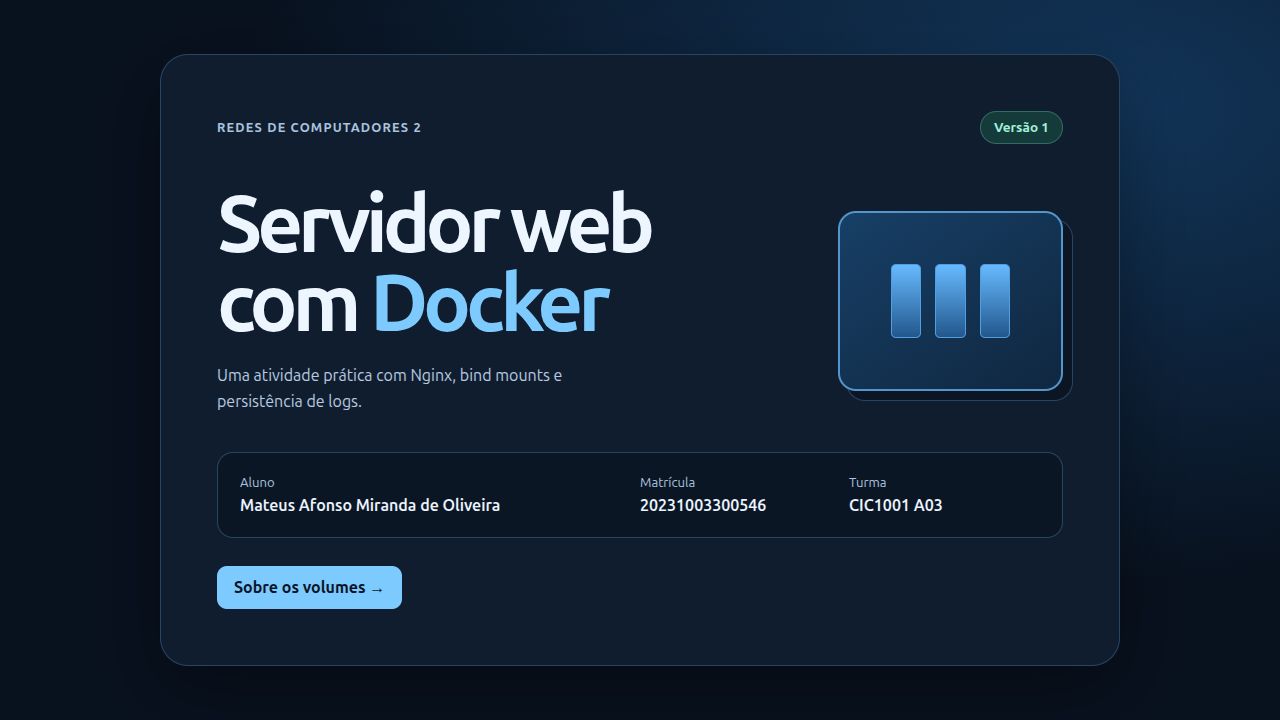 REDES DE COMPUTADORES 2
Versão 1
Servidor web
com Docker
Uma atividade prática com Nginx, bind mounts e
persistência de logs.
Aluno
Mateus Afonso Miranda de Oliveira
Matrícula
20231003300546
Turma
CIC1001 A03
Sobre os volumes →